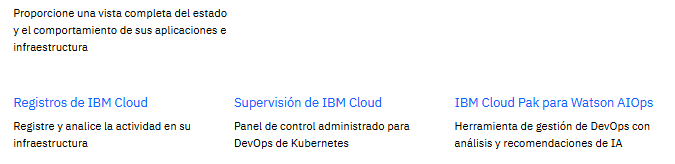 Proporcione una vista completa del estado
y el comportamiento de sus aplicaciones e
infraestructura
Registros de IBM Cloud
Registre y analice la actividad en su
infraestructura
Supervisión de IBM Cloud
Panel de control administrado para
DevOps de Kubernetes
IBM Cloud Pak para Watson AIOps
Herramienta de gestión de DevOps con
análisis y recomendaciones de IA